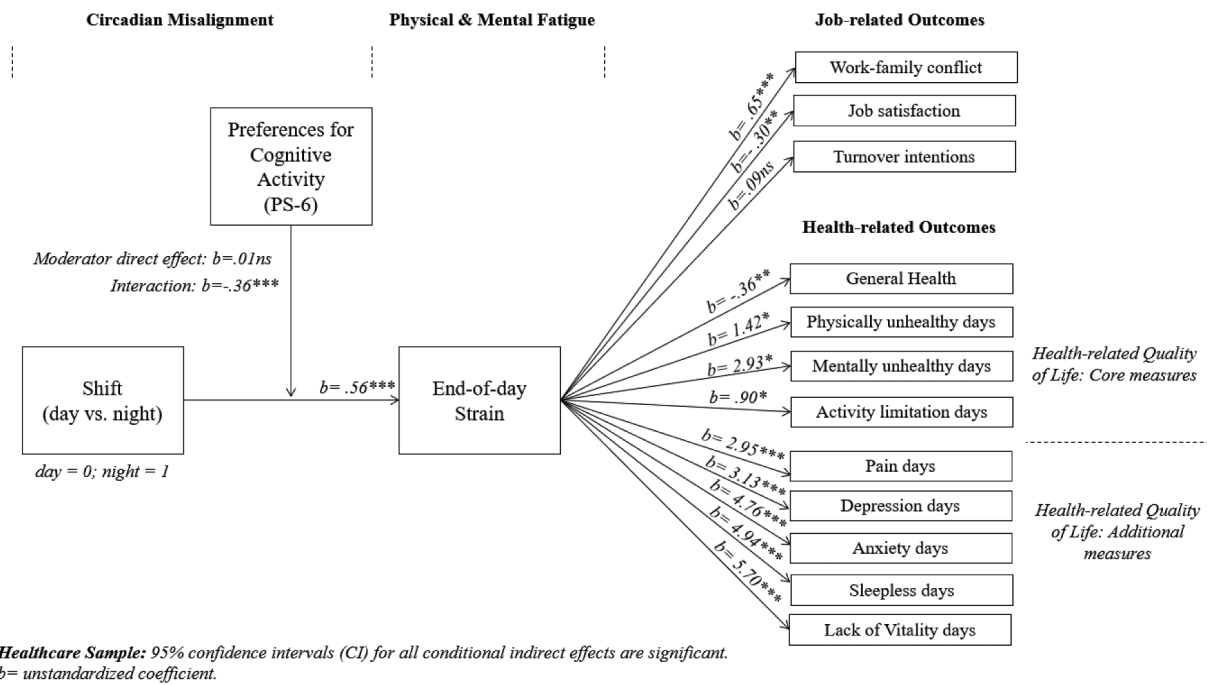 Circadian Misalignment
Physical & Mental Fatigue
Job-related Outcomes
Work-family conflict
Job satisfaction
Turnover intentions
b= .65***
b=- .30**
b=.09ns
Preferences for
Cognitive
Activity
(PS-6)
Moderator direct effect: b=.01ns
Interaction: b=-.36***
Shift
(day vs. night)
day = 0; night = 1
b= .56***
End-of-day
Strain
Health-related Outcomes
b= -.36**
General Health
b= 1.42*
Physically unhealthy days
b= 2.93*
Mentally unhealthy days
b= .90*
Activity limitation days
Health-related Quality
of Life: Core measures
b= 2.95***
Pain days
b= 3.13***
Depression days
b= 4.76***
Anxiety days
b= 4.94***
Sleepless days
b= 5.70***
Lack of Vitality days
Health-related Quality
of Life: Additional
measures
Healthcare Sample: 95% confidence intervals (CI) for all conditional indirect effects are significant.
b= unstandardized coefficient.